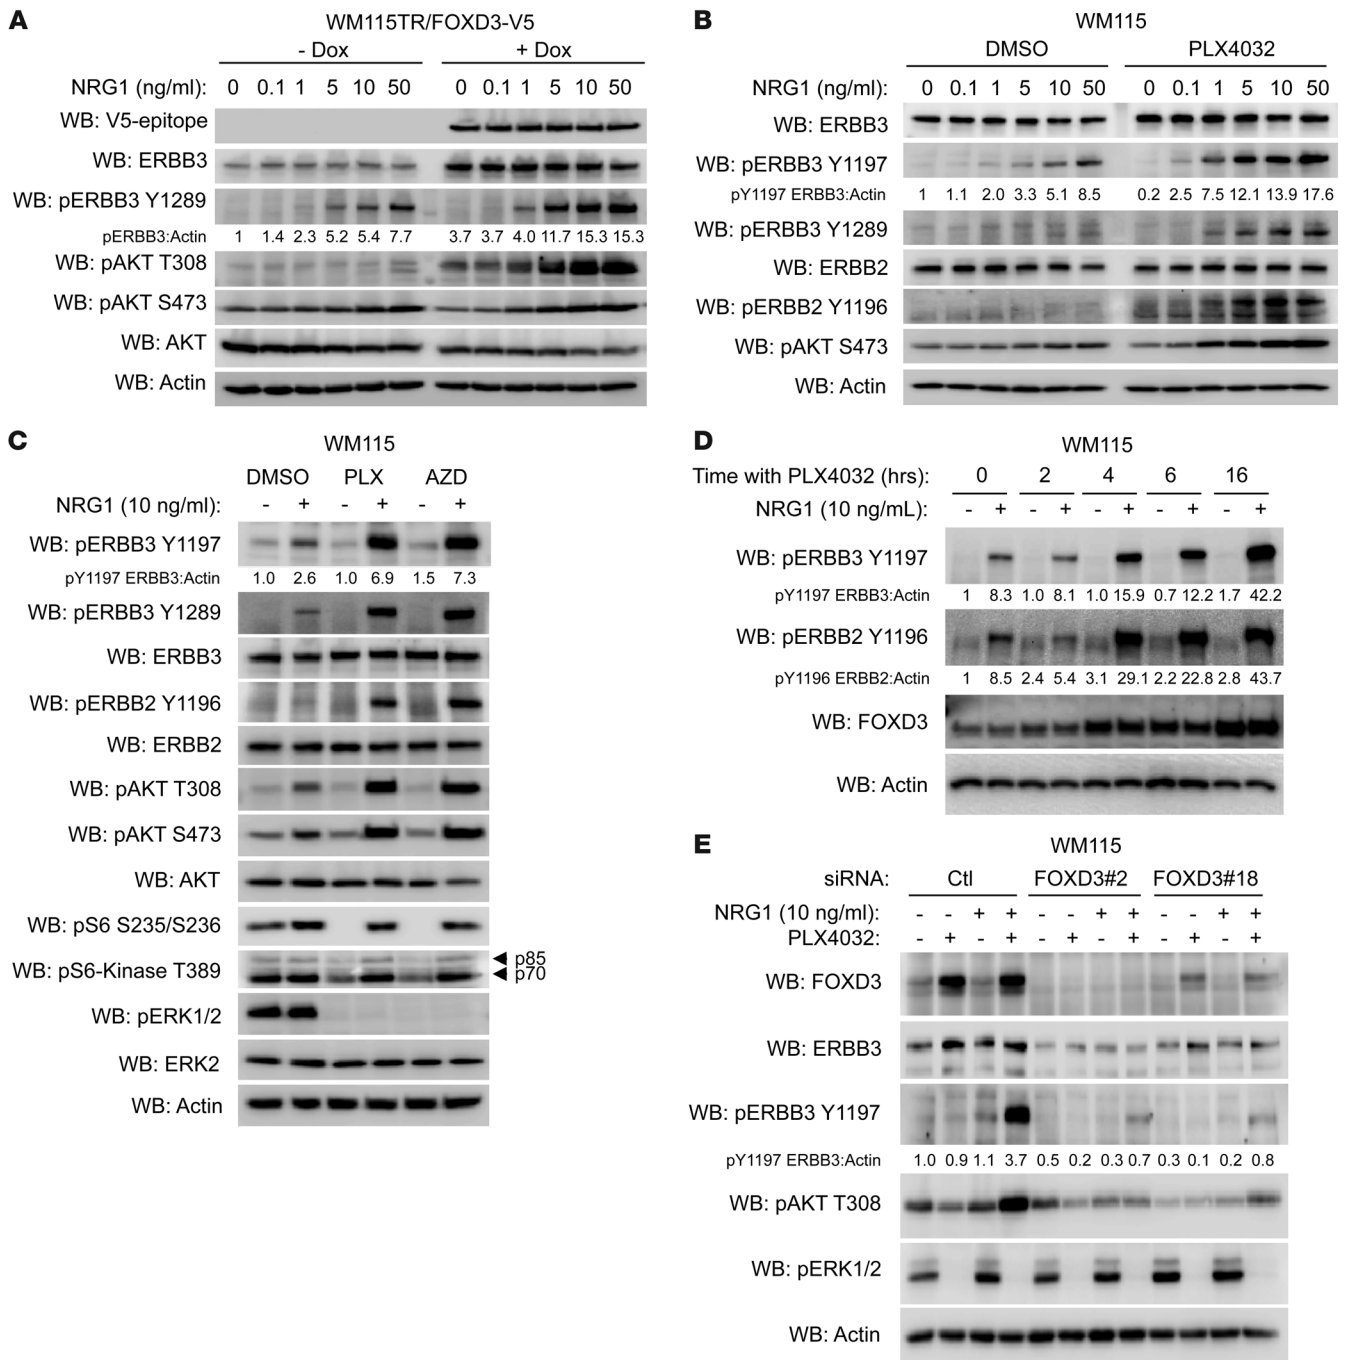 A
WM115TR/FOXD3-V5
- Dox + Dox
NRG1 (ng/ml): 0 0.1 1 5 10 50 0 0.1 1 5 10 50
WB: V5-epitope
WB: ERBB3
WB: pERBB3 Y1289
pERBB3:Actin 1 1.4 2.3 5.2 5.4 7.7 3.7 3.7 4.0 11.7 15.3 15.3
WB: pAKT T308
WB: pAKT S473
WB: AKT
WB: Actin
B
WM115
DMSO PLX4032
NRG1 (ng/ml): 0 0.1 1 5 10 50 0 0.1 1 5 10 50
WB: ERBB3
WB: pERBB3 Y1197
pY1197 ERBB3:Actin 1 1.1 2.0 3.3 5.1 8.5 0.2 2.5 7.5 12.1 13.9 17.6
WB: pERBB3 Y1289
WB: ERBB2
WB: pERBB2 Y1196
WB: pAKT S473
WB: Actin
C
WM115
DMSO PLX AZD
NRG1 (10 ng/ml): - + - + - +
WB: pERBB3 Y1197
pY1197 ERBB3:Actin 1.0 2.6 1.0 6.9 1.5 7.3
WB: pERBB3 Y1289
WB: ERBB3
WB: pERBB2 Y1196
WB: ERBB2
WB: pAKT T308
WB: pAKT S473
WB: AKT
WB: pS6 S235/S236
WB: pS6-Kinase T389
p85
p70
WB: pERK1/2
WB: ERK2
WB: Actin
D
WM115
Time with PLX4032 (hrs): 0 2 4 6 16
NRG1 (10 ng/mL): - + - + - + - + - +
WB: pERBB3 Y1197
pY1197 ERBB3:Actin 1 8.3 1.0 8.1 1.0 15.9 0.7 12.2 1.7 42.2
WB: pERBB2 Y1196
pY1196 ERBB2:Actin 1 8.5 2.4 5.4 3.1 29.1 2.2 22.8 2.8 43.7
WB: FOXD3
WB: Actin
E
WM115
siRNA: Ctl FOXD3#2 FOXD3#18
NRG1 (10 ng/ml): - - + + - - + + - - + +
PLX4032: - + - + - + - + - + - +
WB: FOXD3
WB: ERBB3
WB: pERBB3 Y1197
pY1197 ERBB3:Actin 1.0 0.9 1.1 3.7 0.5 0.2 0.3 0.7 0.3 0.1 0.2 0.8
WB: pAKT T308
WB: pERK1/2
WB: Actin